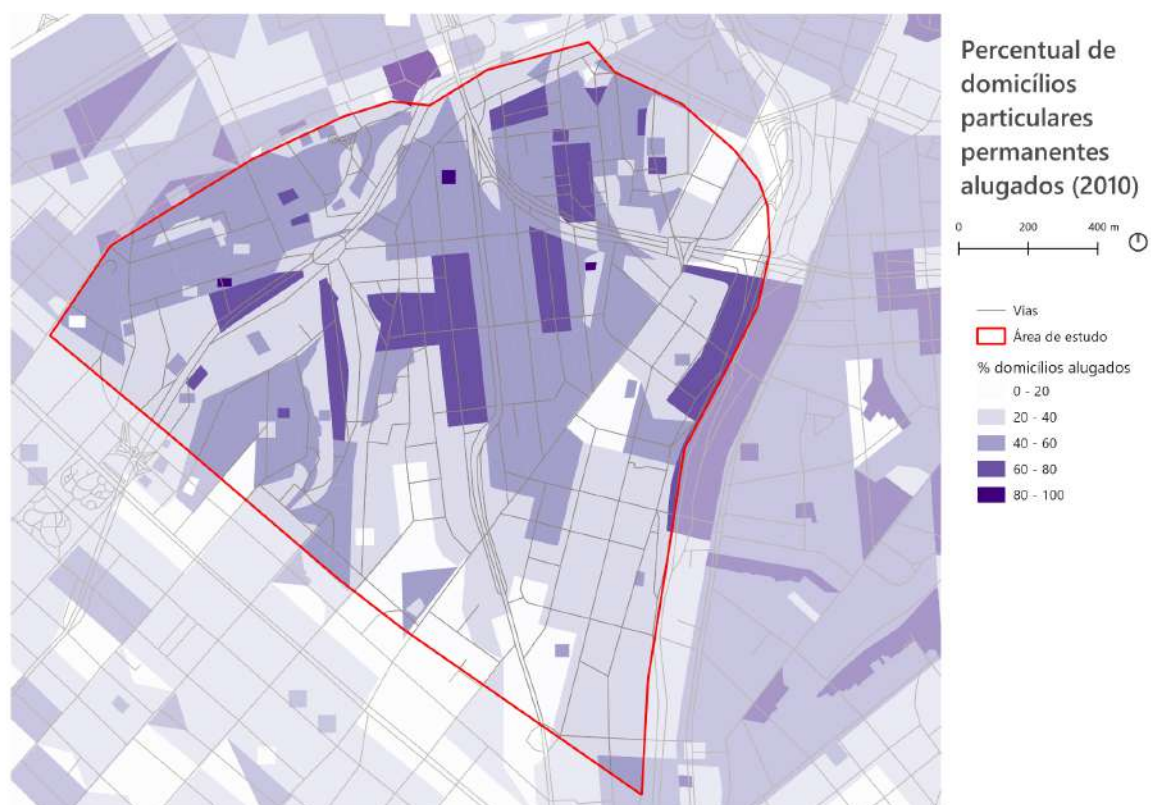 Percentual de
domicílios
particulares
permanentes
alugados (2010)
0 200 400 m
Vias
Área de estudo
% domicílios alugados
0 - 20
20 - 40
40 - 60
60 - 80
80 - 100